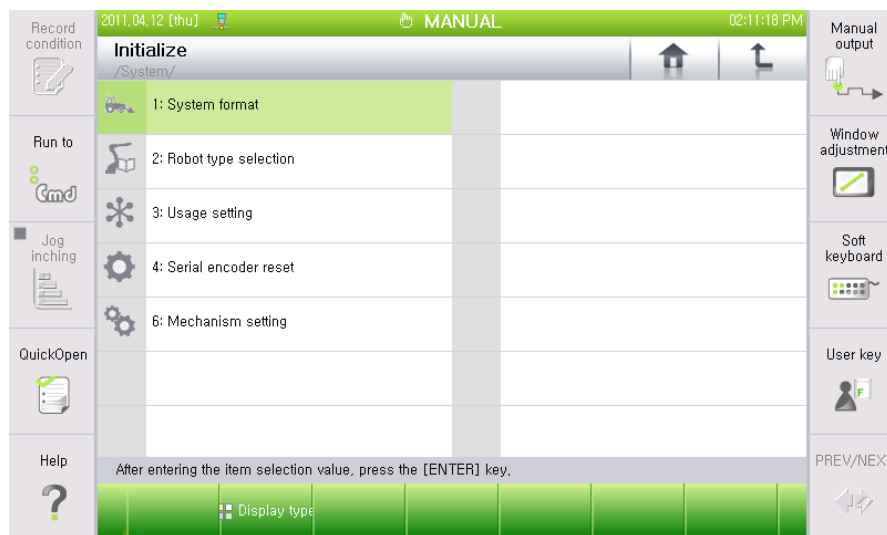 Record
condition
Run to
Cmd
Jog
inching
QuickOpen
Help
?
2011,04,12 [thu]
MANUAL
02:11:18 PM
Initialize
/System/
1: System format
2: Robot type selection
3: Usage setting
4: Serial encoder reset
6: Mechanism setting
After entering the item selection value, press the [ENTER] key,
Display type
Manual
output
Window
adjustment
Soft
keyboard
User key
F
PREV/NEX